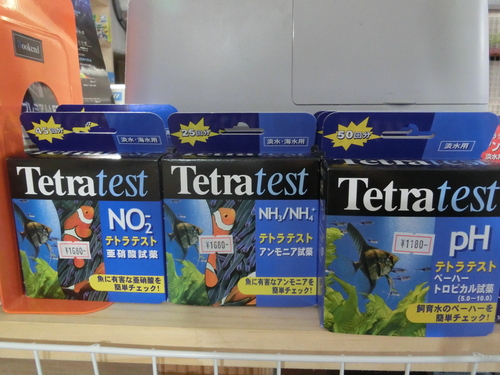 ookend
45回分
淡水・海水用
Tetratest
NO₂⁻
テトラテスト
亜硝酸試薬
¥1680-
魚に有害な亜硝酸を
簡単チェック!
25回分
淡水・海水用
Tetratest
NH₃/NH₄⁺
テトラテスト
アンモニア試薬
¥1680-
魚に有害なアンモニアを
簡単チェック!
50回分
淡水用
Tetratest
pH
テトラテスト
ペーハー
トロピカル試薬
(5.0−10.0)
¥1180-
飼育水のペーハーを
簡単チェック!